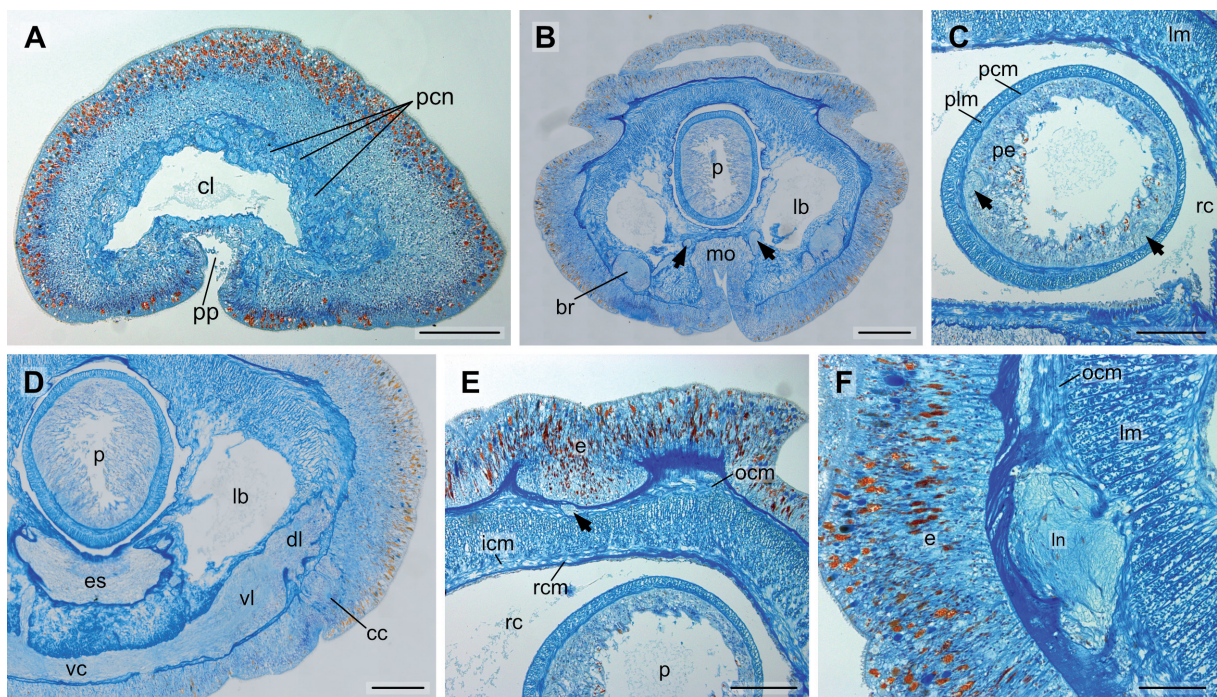 A
pcn
cl
pp
B
p
lb
mo
br
C
lm
pcm
plm
pe
rc
D
p
lb
dl
es
vl
cc
vc
E
e
ocm
icm
rcm
rc
p
F
ocm
lm
e
ln